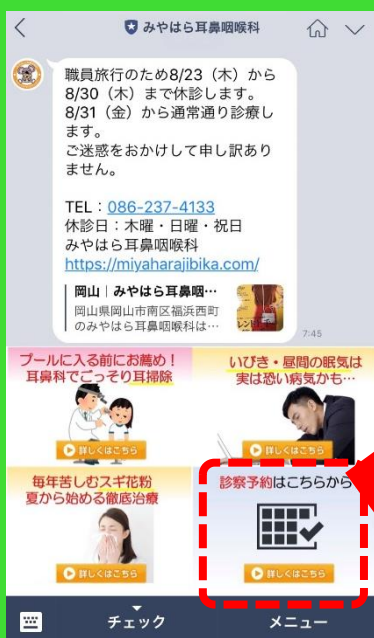 みやはら耳鼻咽喉科
職員旅行のため8/23（木）から
8/30（木）まで休診します。
8/31（金）から通常通り診療し
ます。
ご迷惑をおかけして申し訳あり
ません。
TEL：086-237-4133
休診日：木曜・日曜・祝日
みやはら耳鼻咽喉科
https://miyaharajibika.com/
岡山｜みやはら耳鼻咽…
岡山県岡山市南区福浜西町
のみやはら耳鼻咽喉科は…
7:45
プールに入る前にお薦め！
耳鼻科でごっそり耳掃除
詳しくはこちら
いびき・昼間の眠気は
実は恐い病気かも…
詳しくはこちら
毎年苦しむスギ花粉
夏から始める徹底治療
詳しくはこちら
診察予約はこちらから
詳しくはこちら
チェック
メニュー